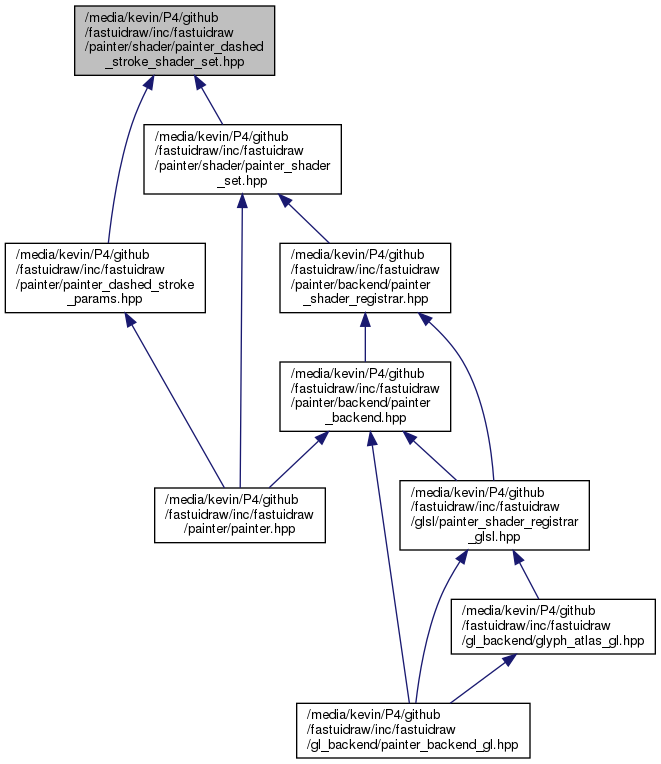 /media/kevin/P4/github
/fastuidraw/inc/fastuidraw
/painter/shader/painter_dashed
_stroke_shader_set.hpp
/media/kevin/P4/github
/fastuidraw/inc/fastuidraw
/painter/shader/painter_shader
_set.hpp
/media/kevin/P4/github
/fastuidraw/inc/fastuidraw
/painter/painter_dashed_stroke
_params.hpp
/media/kevin/P4/github
/fastuidraw/inc/fastuidraw
/painter/backend/painter
_shader_registrar.hpp
/media/kevin/P4/github
/fastuidraw/inc/fastuidraw
/painter/backend/painter
_backend.hpp
/media/kevin/P4/github
/fastuidraw/inc/fastuidraw
/painter/painter.hpp
/media/kevin/P4/github
/fastuidraw/inc/fastuidraw
/glsl/painter_shader_registrar
_glsl.hpp
/media/kevin/P4/github
/fastuidraw/inc/fastuidraw
/gl_backend/glyph_atlas_gl.hpp
/media/kevin/P4/github
/fastuidraw/inc/fastuidraw
/gl_backend/painter_backend_gl.hpp